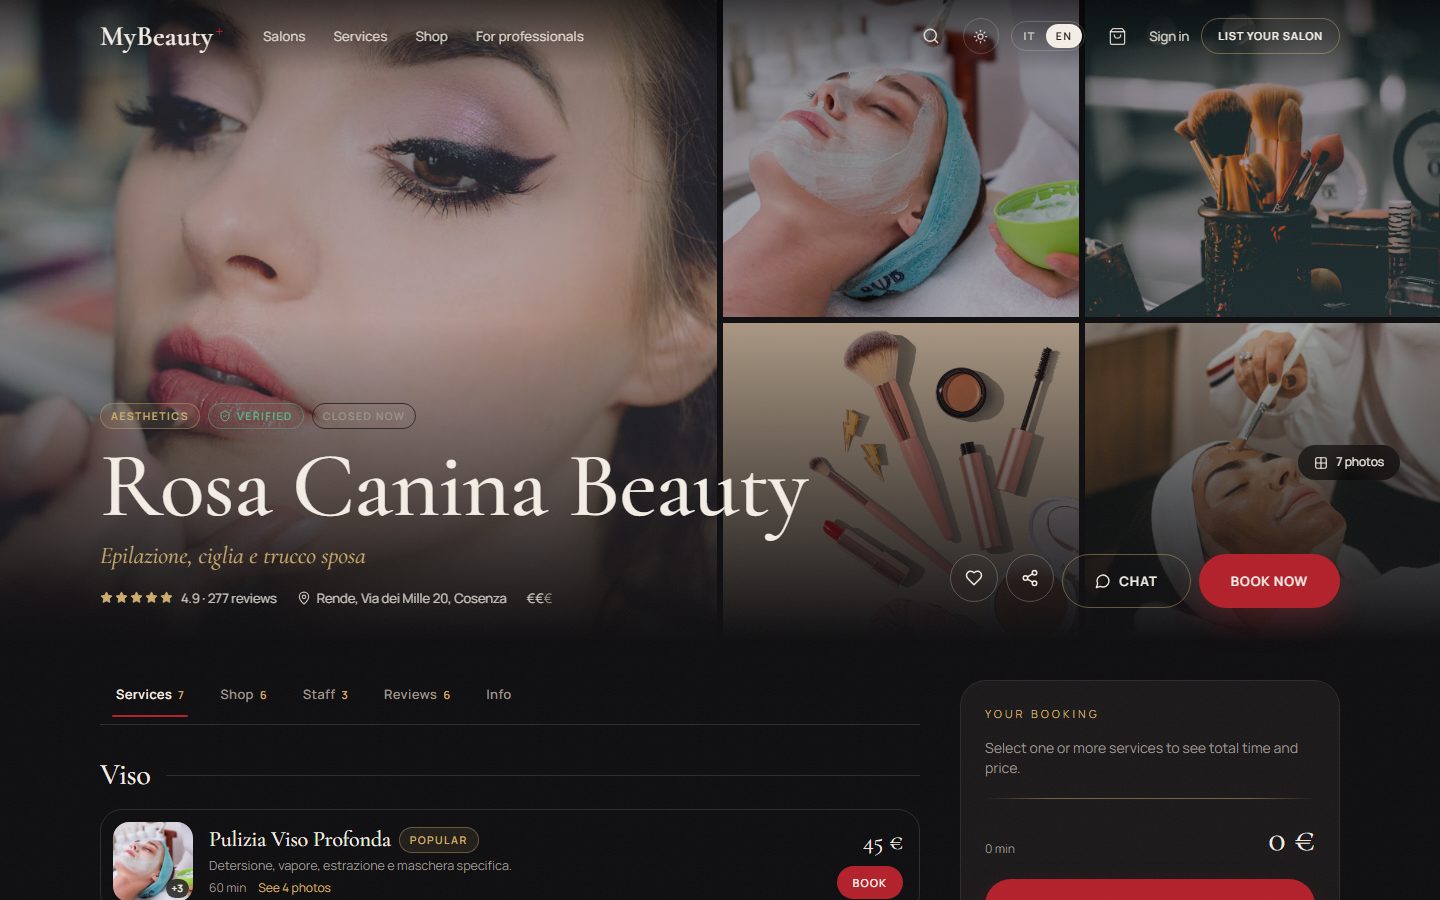 MyBeauty+
Salons
Services
Shop
For professionals
IT
EN
Sign in
LIST YOUR SALON
AESTHETICS
VERIFIED
CLOSED NOW
7 photos
Rosa Canina Beauty
Epilazione, ciglia e trucco sposa
4.9 · 277 reviews
Rende, Via dei Mille 20, Cosenza
€€€
CHAT
BOOK NOW
Services 7
Shop 6
Staff 3
Reviews 6
Info
Viso
Pulizia Viso Profonda
POPULAR
Detersione, vapore, estrazione e maschera specifica.
60 min
See 4 photos
+3
45 €
BOOK
YOUR BOOKING
Select one or more services to see total time and
price.
0 min
0 €